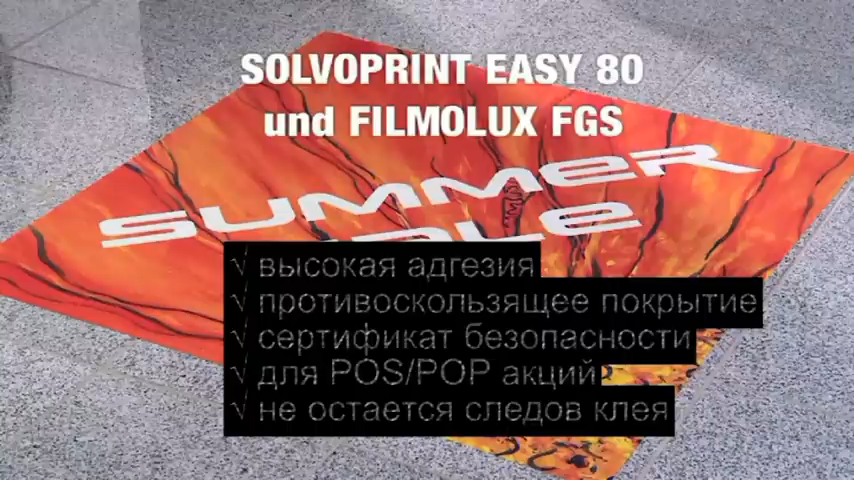 SOLVOPRINT EASY 80
und FILMOLUX FGS
SUMMER
√ высокая адгезия
√ противоскользящее покрытие
√ сертификат безопасности
√ для POS/POP акций
√ не остается следов клея